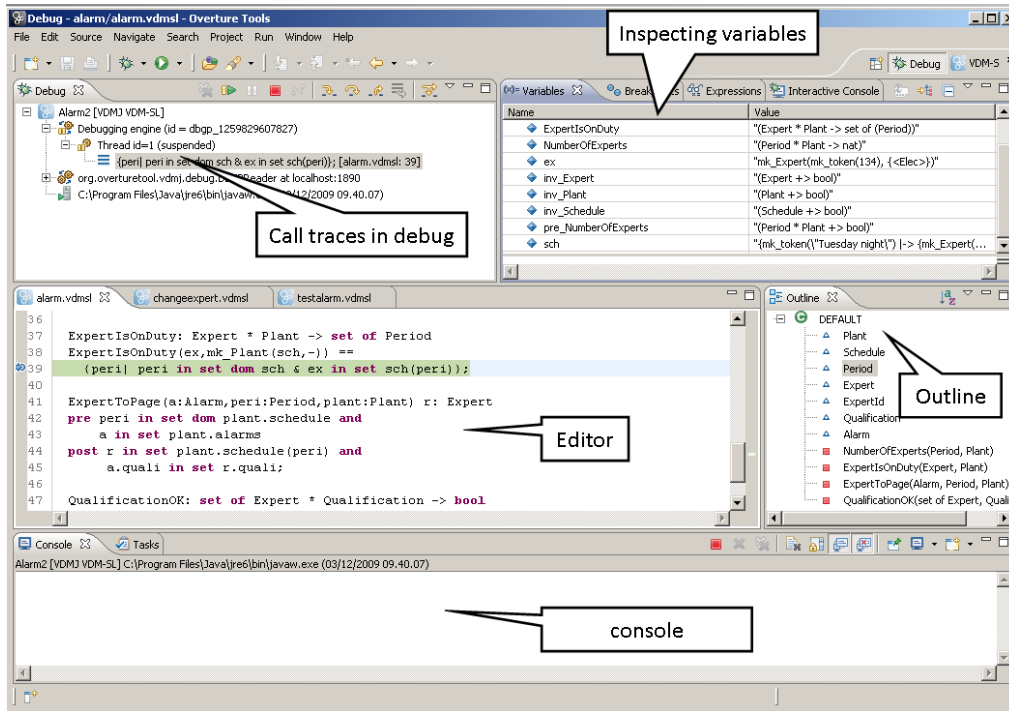 Debug - alarm/alarm.vdmsl - Overture Tools
File Edit Source Navigate Search Project Run Window Help
Inspecting variables
Debug VDM-S
Debug
Alarm2 [VDMJ VDM-SL]
Debugging engine (id = dbgp_1259829607827)
Thread id=1 (suspended)
{peri| peri in set dom sch & ex in set sch(peri)}; [alarm.vdmsl: 39]
org.overturetool.vdmj.debug. Reader at localhost:1890
C:\Program Files\Java\jre6\bin\javaw. /12/2009 09.40.07)
Call traces in debug
(x)= Variables Expressions Interactive Console
Name Value
ExpertIsOnDuty "(Expert * Plant -> set of (Period))"
NumberOfExperts "(Period * Plant -> nat)"
ex "mk_Expert(mk_token(134), {<Elec>})"
inv_Expert "(Expert +> bool)"
inv_Plant "(Plant +> bool)"
inv_Schedule "(Schedule +> bool)"
pre_NumberOfExperts "(Period * Plant +> bool)"
sch "{mk_token(\"Tuesday night\") |-> {mk_Expert(...
alarm.vdmsl changeexpert.vdmsl testalarm.vdmsl
36
37 ExpertIsOnDuty: Expert * Plant -> set of Period
38 ExpertIsOnDuty(ex,mk_Plant(sch,-)) ==
39 {peri| peri in set dom sch & ex in set sch(peri)};
40
41 ExpertToPage(a:Alarm,peri:Period,plant:Plant) r: Expert
42 pre peri in set dom plant.schedule and
43 a in set plant.alarms
44 post r in set plant.schedule(peri) and
45 a.quali in set r.quali;
46
47 QualificationOK: set of Expert * Qualification -> bool
Editor
Outline
DEFAULT
Plant
Schedule
Period
Expert
ExpertId
Qualification
Alarm
NumberOfExperts(Period, Plant)
ExpertIsOnDuty(Expert, Plant)
ExpertToPage(Alarm, Period, Plant)
QualificationOK(set of Expert, Quali
Outline
Console Tasks
Alarm2 [VDMJ VDM-SL] C:\Program Files\Java\jre6\bin\javaw.exe (03/12/2009 09.40.07)
console